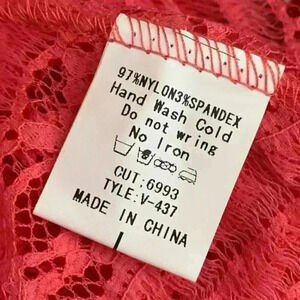 97%NYLON3%SPANDEX
Hand Wash Cold
Do not wring
No Iron
CUT:6993
TYLE:V-437
MADE IN CHINA